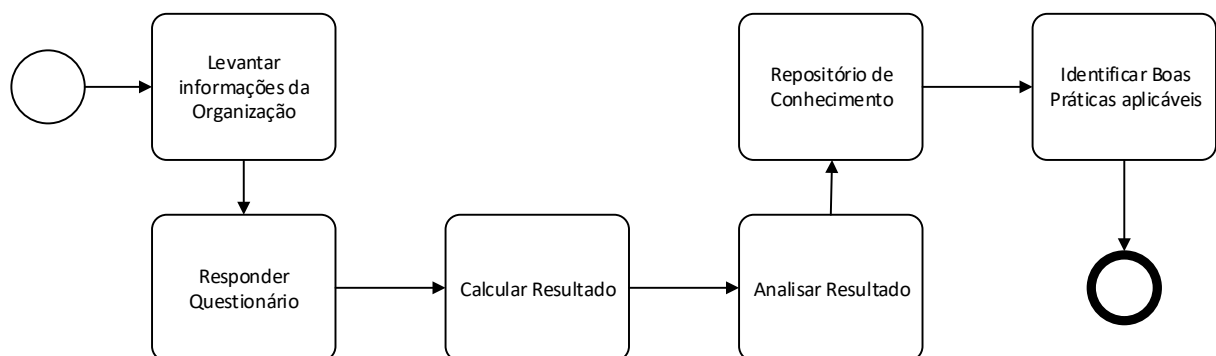 Levantar
informações da
Organização
Responder
Questionário
Calcular Resultado
Analisar Resultado
Repositório de
Conhecimento
Identificar Boas
Práticas aplicáveis